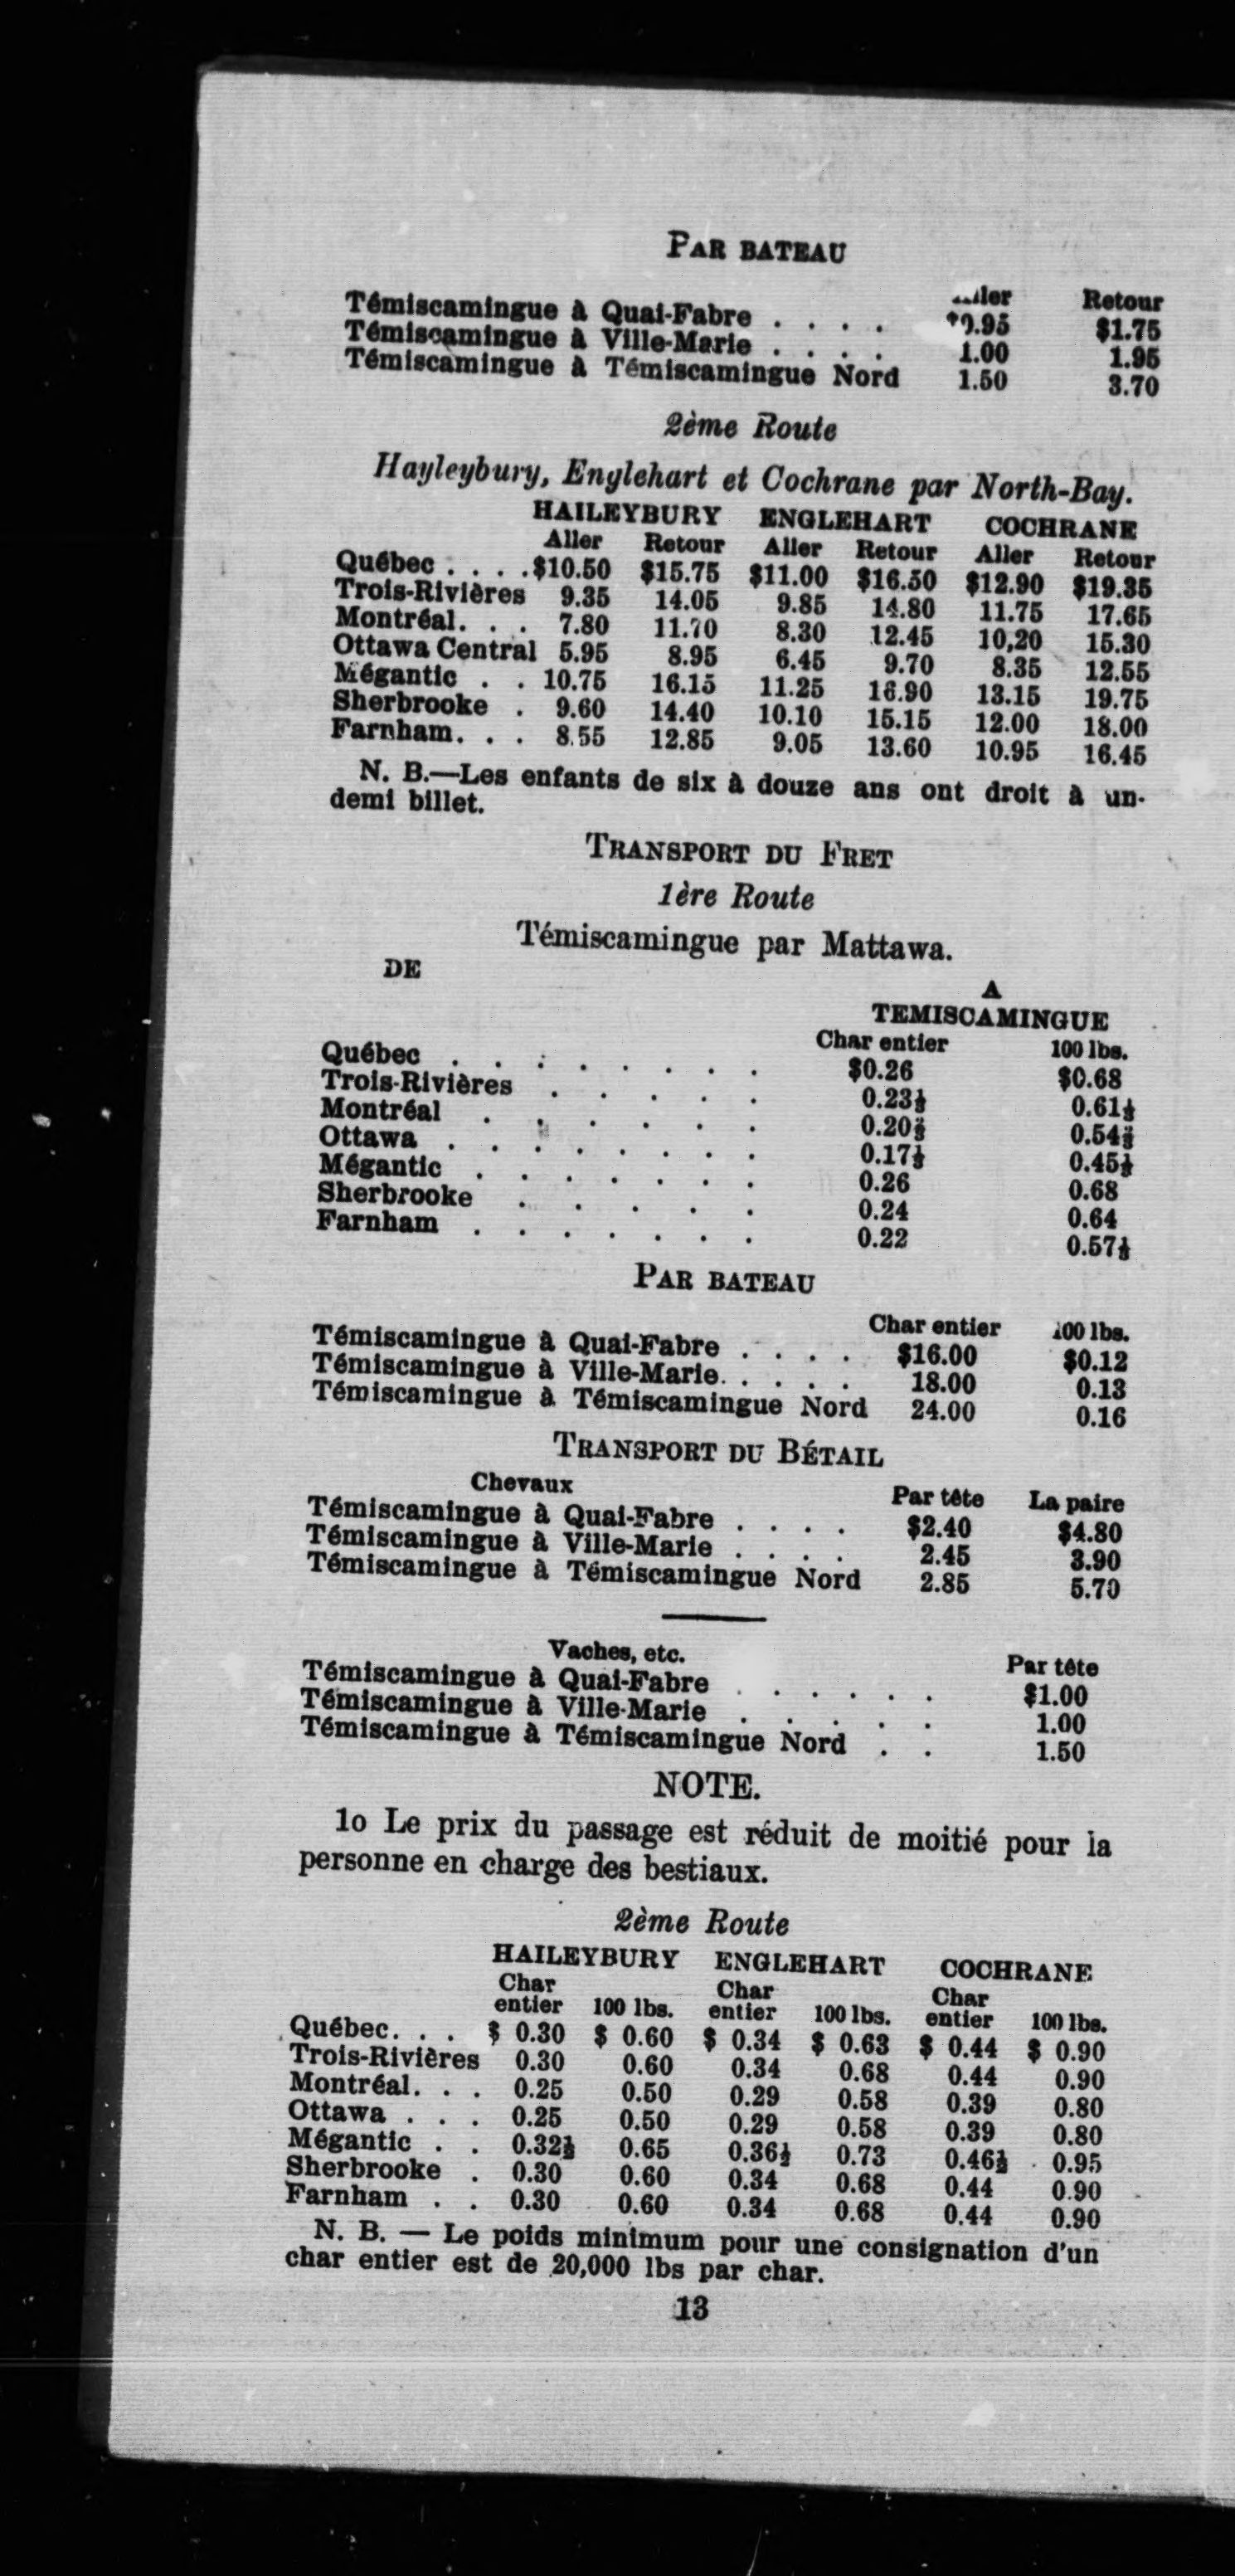 PAR BATEAU
Aller Retour
Témiscamingue à Quai-Fabre . . . . $0.95 $1.75
Témiscamingue à Ville-Marie . . . . 1.00 1.95
Témiscamingue à Témiscamingue Nord 1.50 3.70
2ème Route
Hayleybury, Englehart et Cochrane par North-Bay.
HAILEYBURY ENGLEHART COCHRANE
Aller Retour Aller Retour Aller Retour
Québec . . . . $10.50 $15.75 $11.00 $16.50 $12.90 $19.35
Trois-Rivières 9.35 14.05 9.85 14.80 11.75 17.65
Montréal. . . 7.80 11.70 8.30 12.45 10,20 15.30
Ottawa Central 5.95 8.95 6.45 9.70 8.35 12.55
Mégantic . . 10.75 16.15 11.25 16.90 13.15 19.75
Sherbrooke . 9.60 14.40 10.10 15.15 12.00 18.00
Farnham. . . 8.55 12.85 9.05 13.60 10.95 16.45
N. B.—Les enfants de six à douze ans ont droit à un-
demi billet.
TRANSPORT DU FRET
1ère Route
Témiscamingue par Mattawa.
DE
A
TEMISCAMINGUE
Char entier 100 lbs.
Québec . . . . . . . . $0.26 $0.68
Trois-Rivières . . . . . 0.23½ 0.61½
Montréal . . . . . . . 0.20½ 0.54½
Ottawa . . . . . . . . 0.17½ 0.45½
Mégantic . . . . . . . 0.26 0.68
Sherbrooke . . . . . 0.24 0.64
Farnham . . . . . . . 0.22 0.57½
PAR BATEAU
Char entier 100 lbs.
Témiscamingue à Quai-Fabre . . . . $16.00 $0.12
Témiscamingue à Ville-Marie. . . . . 18.00 0.13
Témiscamingue à Témiscamingue Nord 24.00 0.16
TRANSPORT DU BÉTAIL
Chevaux Par tête La paire
Témiscamingue à Quai-Fabre . . . . $2.40 $4.80
Témiscamingue à Ville-Marie . . . . 2.45 3.90
Témiscamingue à Témiscamingue Nord 2.85 5.70
Vaches, etc. Par tête
Témiscamingue à Quai-Fabre . . . . . . $1.00
Témiscamingue à Ville-Marie . . . . . 1.00
Témiscamingue à Témiscamingue Nord . . 1.50
NOTE.
1o Le prix du passage est réduit de moitié pour la
personne en charge des bestiaux.
2ème Route
HAILEYBURY ENGLEHART COCHRANE
Char Char Char
entier 100 lbs. entier 100 lbs. entier 100 lbs.
Québec. . . $ 0.30 $ 0.60 $ 0.34 $ 0.63 $ 0.44 $ 0.90
Trois-Rivières 0.30 0.60 0.34 0.68 0.44 0.90
Montréal. . . 0.25 0.50 0.29 0.58 0.39 0.80
Ottawa . . . 0.25 0.50 0.29 0.58 0.39 0.80
Mégantic . . 0.32½ 0.65 0.36½ 0.73 0.46½ 0.95
Sherbrooke . 0.30 0.60 0.34 0.68 0.44 0.90
Farnham . . 0.30 0.60 0.34 0.68 0.44 0.90
N. B. — Le poids minimum pour une consignation d'un
char entier est de 20,000 lbs par char.
13